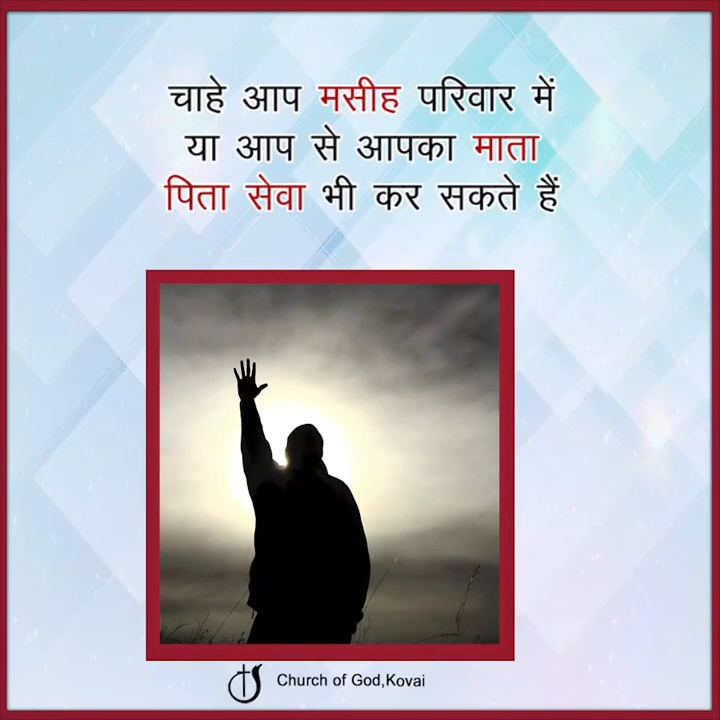 चाहे आप मसीह परिवार में
या आप से आपका माता
पिता सेवा भी कर सकते हैं
Church of God,Kovai